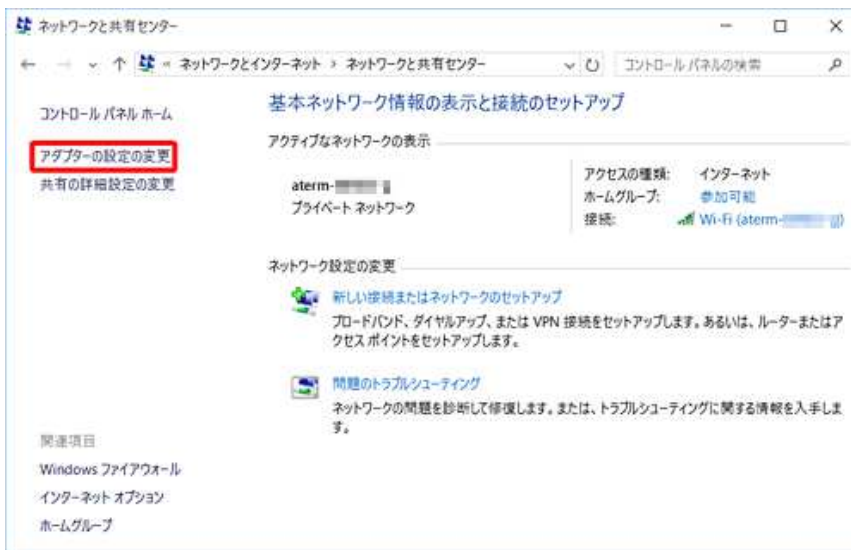 ネットワークと共有センター
« ネットワークとインターネット › ネットワークと共有センター
コントロール パネルの検索
コントロール パネル ホーム
アダプターの設定の変更
共有の詳細設定の変更
基本ネットワーク情報の表示と接続のセットアップ
アクティブなネットワークの表示
aterm-
プライベート ネットワーク
アクセスの種類: インターネット
ホームグループ: 参加可能
接続: Wi-Fi (aterm-
ネットワーク設定の変更
新しい接続またはネットワークのセットアップ
ブロードバンド、ダイヤルアップ、または VPN 接続をセットアップします。あるいは、ルーターまたはア
クセス ポイントをセットアップします。
問題のトラブルシューティング
ネットワークの問題を診断して修復します。または、トラブルシューティングに関する情報を入手しま
す。
関連項目
Windows ファイアウォール
インターネット オプション
ホームグループ